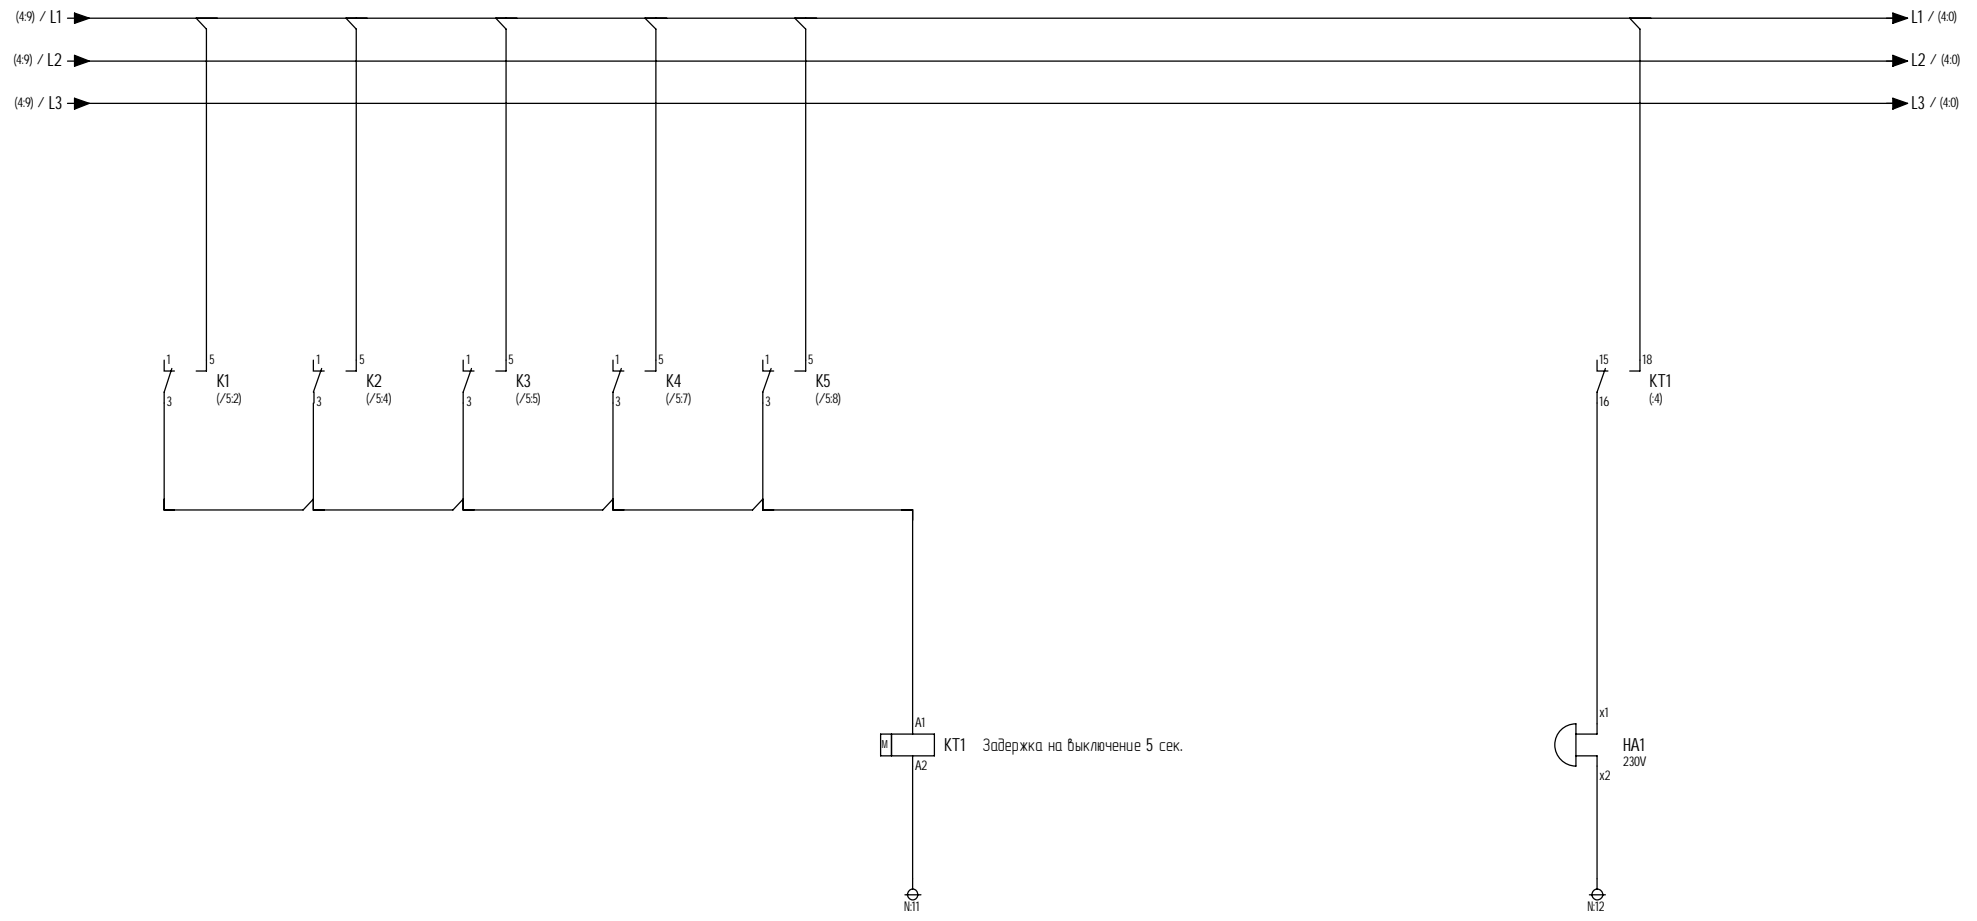 (4:9) / L1 L1 / (4:0)
(4:9) / L2 L2 / (4:0)
(4:9) / L3 L3 / (4:0)
1 5 1 5 1 5 1 5 1 5 15 18
K1 K2 K3 K4 K5 KT1
(/5:2) (/5:4) (/5:5) (/5:7) (/5:8) (:4)
3 3 3 3 3 16
x1
A1
M KT1 Задержка на выключение 5 сек. HA1
230V
A2
x2
N:11 N:12